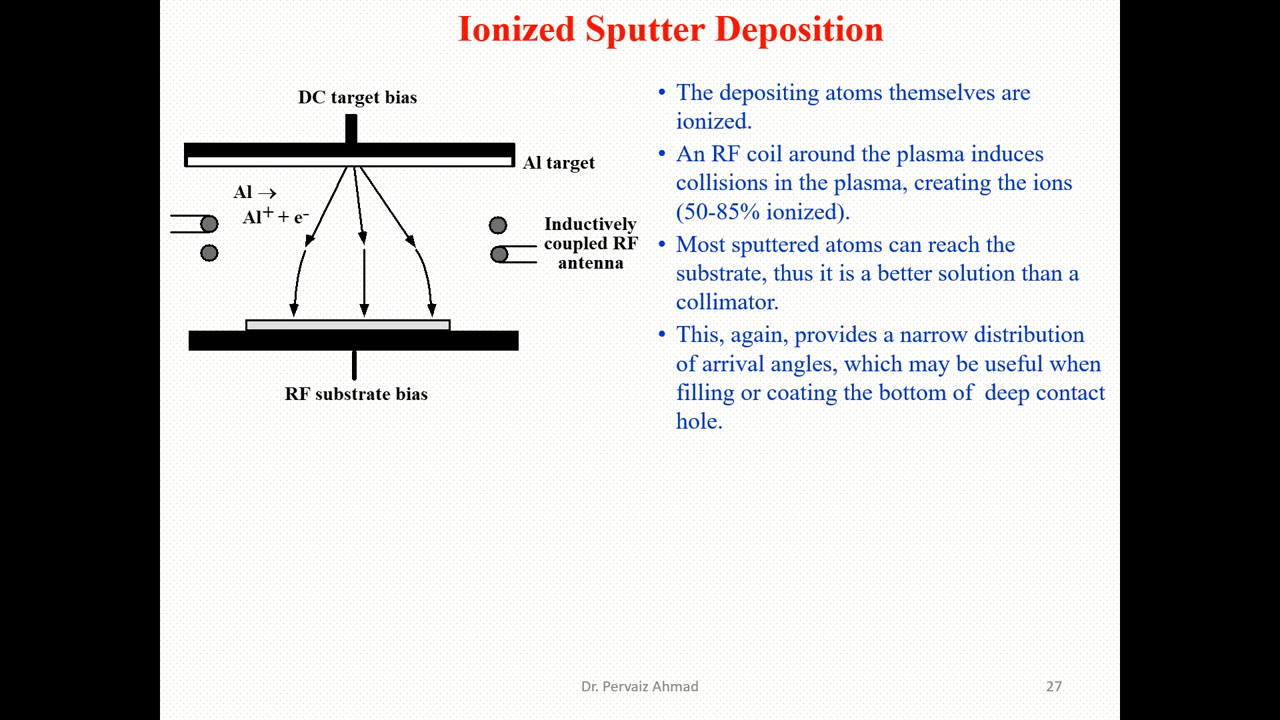 Ionized Sputter Deposition
DC target bias
Al target
Al →
Al⁺ + e⁻
Inductively
coupled RF
antenna
RF substrate bias
• The depositing atoms themselves are
ionized.
• An RF coil around the plasma induces
collisions in the plasma, creating the ions
(50-85% ionized).
• Most sputtered atoms can reach the
substrate, thus it is a better solution than a
collimator.
• This, again, provides a narrow distribution
of arrival angles, which may be useful when
filling or coating the bottom of deep contact
hole.
Dr. Pervaiz Ahmad
27